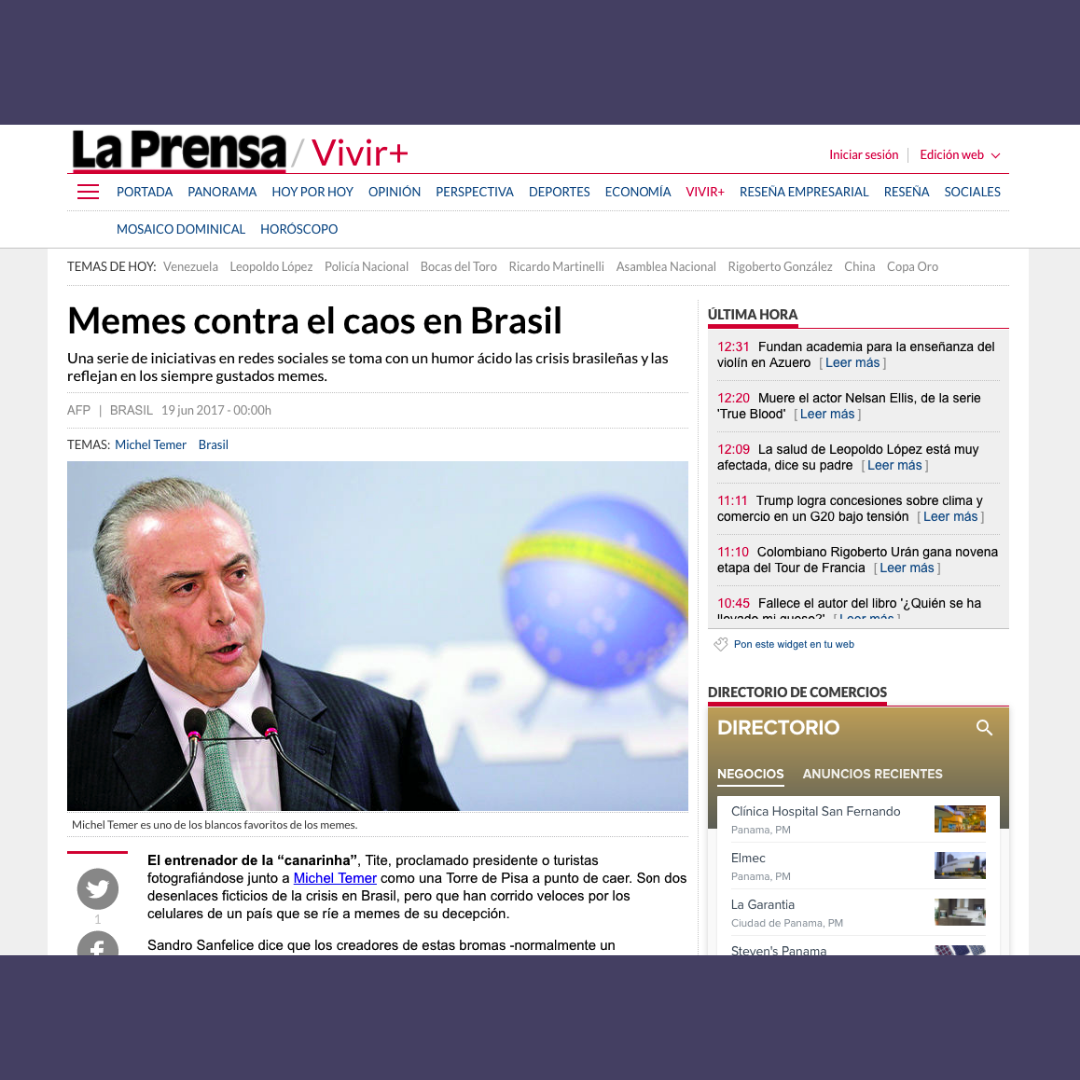 La Prensa / Vivir+
Iniciar sesión | Edición web
PORTADA PANORAMA HOY POR HOY OPINIÓN PERSPECTIVA DEPORTES ECONOMÍA VIVIR+ RESEÑA EMPRESARIAL RESEÑA SOCIALES
MOSAICO DOMINICAL HORÓSCOPO
TEMAS DE HOY: Venezuela Leopoldo López Policía Nacional Bocas del Toro Ricardo Martinelli Asamblea Nacional Rigoberto González China Copa Oro
Memes contra el caos en Brasil
Una serie de iniciativas en redes sociales se toma con un humor ácido las crisis brasileñas y las
reflejan en los siempre gustados memes.
AFP | BRASIL 19 jun 2017 - 00:00h
TEMAS: Michel Temer Brasil
BRA
Michel Temer es uno de los blancos favoritos de los memes.
1
El entrenador de la “canarinha”, Tite, proclamado presidente o turistas
fotografiándose junto a Michel Temer como una Torre de Pisa a punto de caer. Son dos
desenlaces ficticios de la crisis en Brasil, pero que han corrido veloces por los
celulares de un país que se ríe a memes de su decepción.
Sandro Sanfelice dice que los creadores de estas bromas -normalmente un
ÚLTIMA HORA
12:31 Fundan academia para la enseñanza del
violín en Azuero [ Leer más ]
12:20 Muere el actor Nelsan Ellis, de la serie
'True Blood' [ Leer más ]
12:09 La salud de Leopoldo López está muy
afectada, dice su padre [ Leer más ]
11:11 Trump logra concesiones sobre clima y
comercio en un G20 bajo tensión [ Leer más ]
11:10 Colombiano Rigoberto Urán gana novena
etapa del Tour de Francia [ Leer más ]
10:45 Fallece el autor del libro '¿Quién se ha
llevado mi queso?' [ Leer más ]
Pon este widget en tu web
DIRECTORIO DE COMERCIOS
DIRECTORIO
NEGOCIOS ANUNCIOS RECIENTES
Clínica Hospital San Fernando
Panama, PM
Elmec
Panama, PM
La Garantia
Ciudad de Panama, PM
Steven's Panama